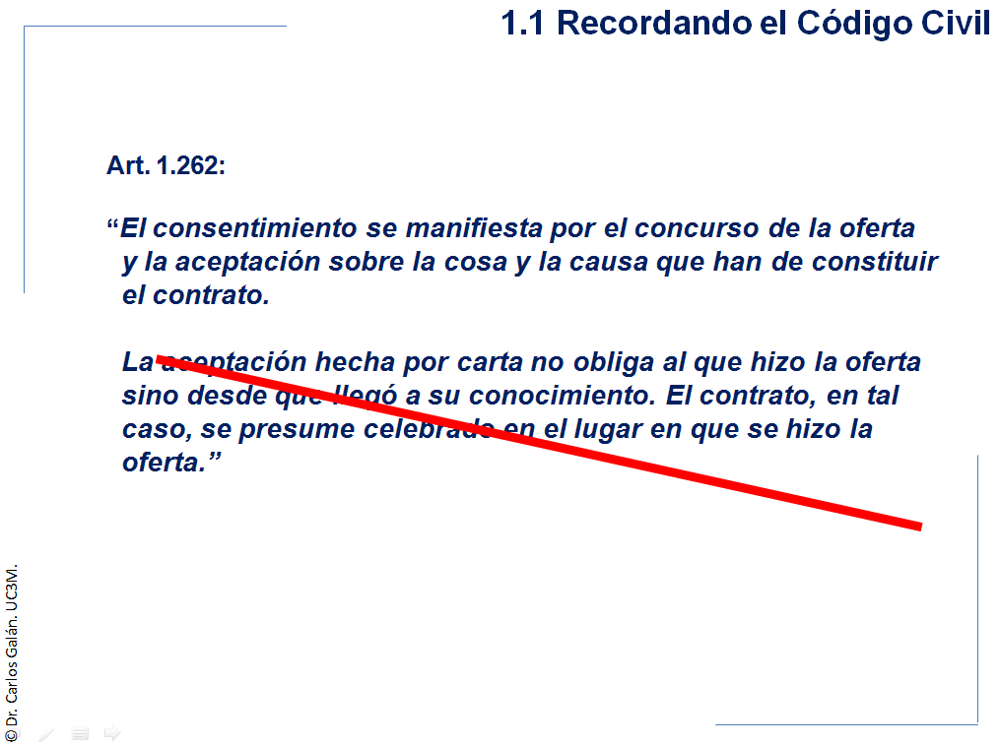 1.1 Recordando el Código Civil
Art. 1.262:
“El consentimiento se manifiesta por el concurso de la oferta
y la aceptación sobre la cosa y la causa que han de constituir
el contrato.
La aceptación hecha por carta no obliga al que hizo la oferta
sino desde que llegó a su conocimiento. El contrato, en tal
caso, se presume celebrado en el lugar en que se hizo la
oferta.”
© Dr. Carlos Galán. UC3M.